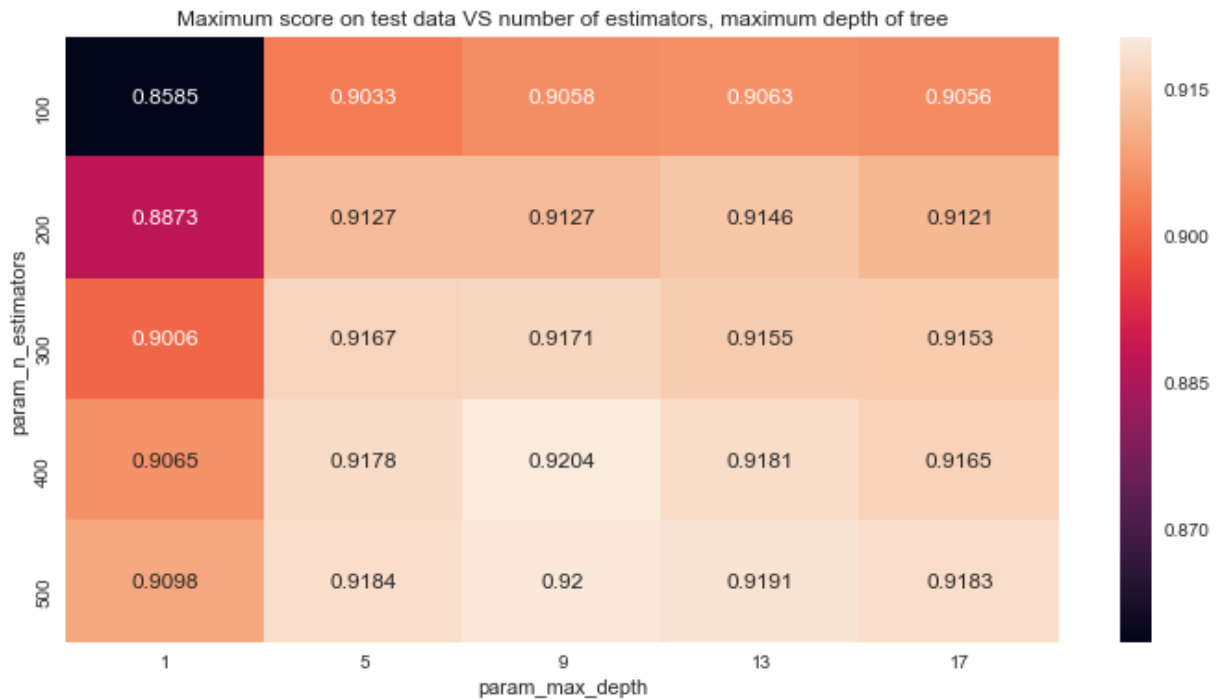 Maximum score on test data VS number of estimators, maximum depth of tree
param_n_estimators
100 0.8585 0.9033 0.9058 0.9063 0.9056
200 0.8873 0.9127 0.9127 0.9146 0.9121
300 0.9006 0.9167 0.9171 0.9155 0.9153
400 0.9065 0.9178 0.9204 0.9181 0.9165
500 0.9098 0.9184 0.92 0.9191 0.9183
1 5 9 13 17
param_max_depth
0.915
0.900
0.885
0.870